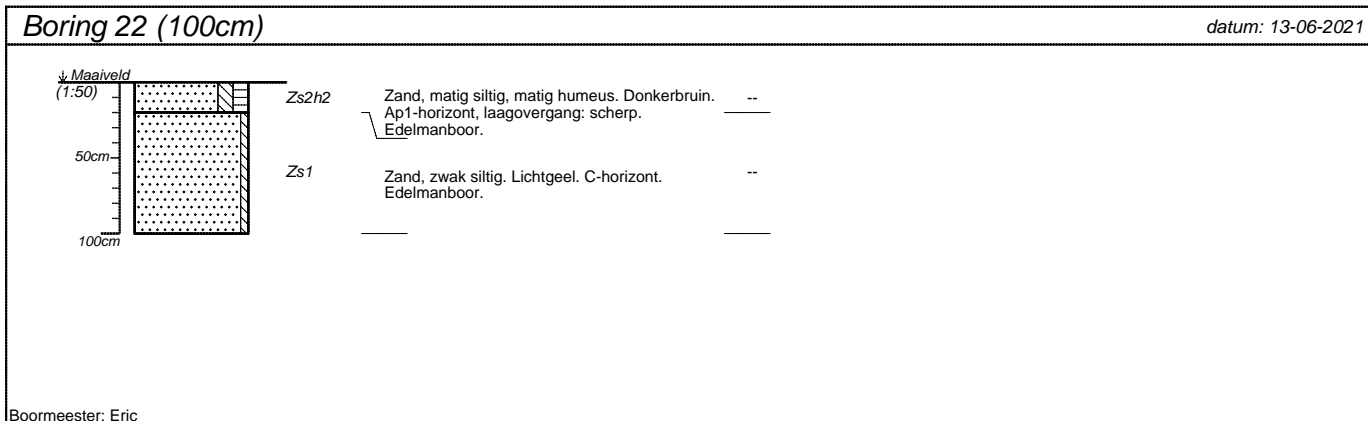 Boring 22 (100cm)
datum: 13-06-2021
Maaiveld
(1:50)
Zs2h2
Zand, matig siltig, matig humeus. Donkerbruin.
Ap1-horizont, laagovergang: scherp.
Edelmanboor.
--
50cm
Zs1
Zand, zwak siltig. Lichtgeel. C-horizont.
Edelmanboor.
--
100cm
Boormeester: Eric